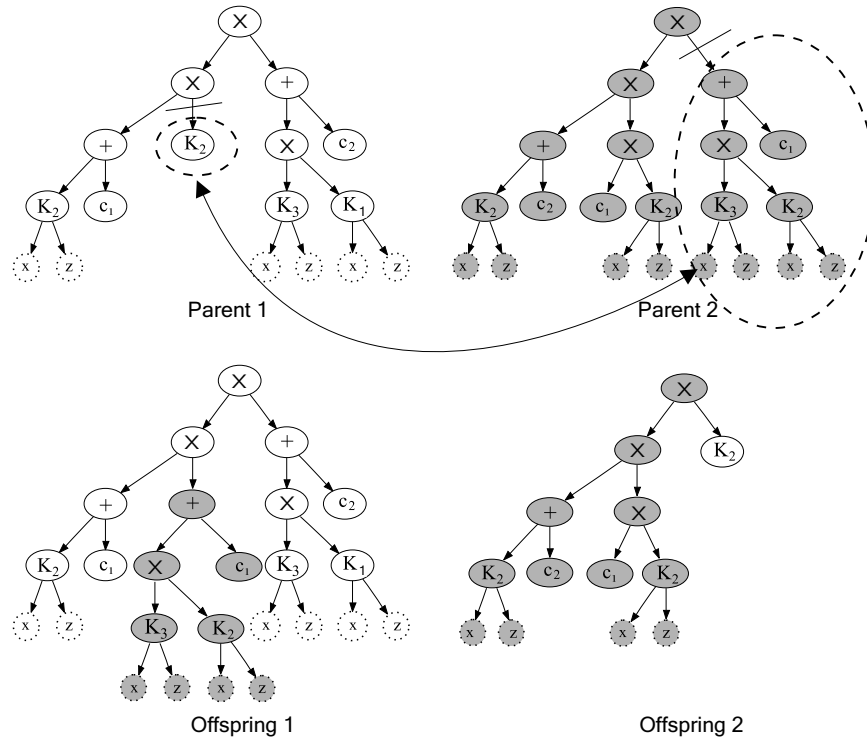 X X
X + X +
+ K₂ X c₂ + X X c₁
K₂ c₁ K₃ K₁ K₂ c₂ c₁ K₂ K₃ K₂
x z x z x z x z x z x z x z
Parent 1 Parent 2
X X
X + X K₂
+ + X c₂ + X
K₂ c₁ X c₁ K₃ K₁ K₂ c₂ c₁ K₂
x z K₃ K₂ x z x z x z x z
x z x z
Offspring 1 Offspring 2